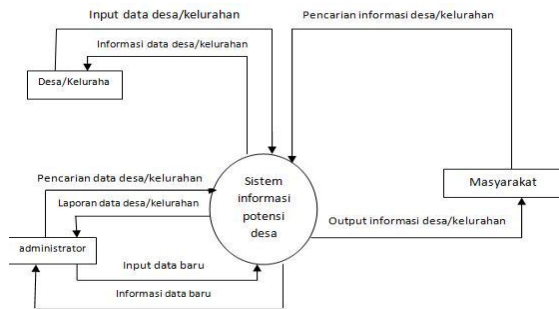 Input data desa/kelurahan
Pencarian informasi desa/kelurahan
Informasi data desa/kelurahan
Desa/Keluraha
Pencarian data desa/kelurahan
Laporan data desa/kelurahan
Sistem
informasi
potensi
desa
Masyarakat
Output informasi desa/kelurahan
administrator
Input data baru
Informasi data baru